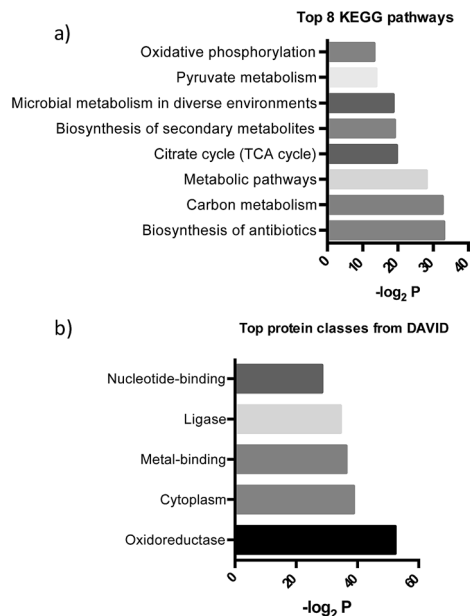 Top 8 KEGG pathways
a)
Oxidative phosphorylation
Pyruvate metabolism
Microbial metabolism in diverse environments
Biosynthesis of secondary metabolites
Citrate cycle (TCA cycle)
Metabolic pathways
Carbon metabolism
Biosynthesis of antibiotics
0 10 20 30 40
-log2 P
b)
Top protein classes from DAVID
Nucleotide-binding
Ligase
Metal-binding
Cytoplasm
Oxidoreductase
0 20 40 60
-log2 P